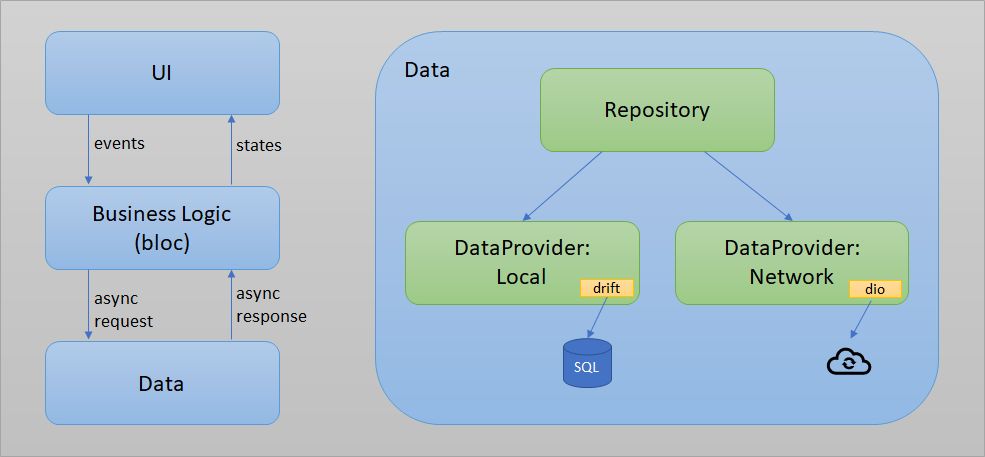 UI
events
states
Business Logic
(bloc)
async
request
async
response
Data
Data
Repository
DataProvider:
Local
drift
SQL
DataProvider:
Network
dio